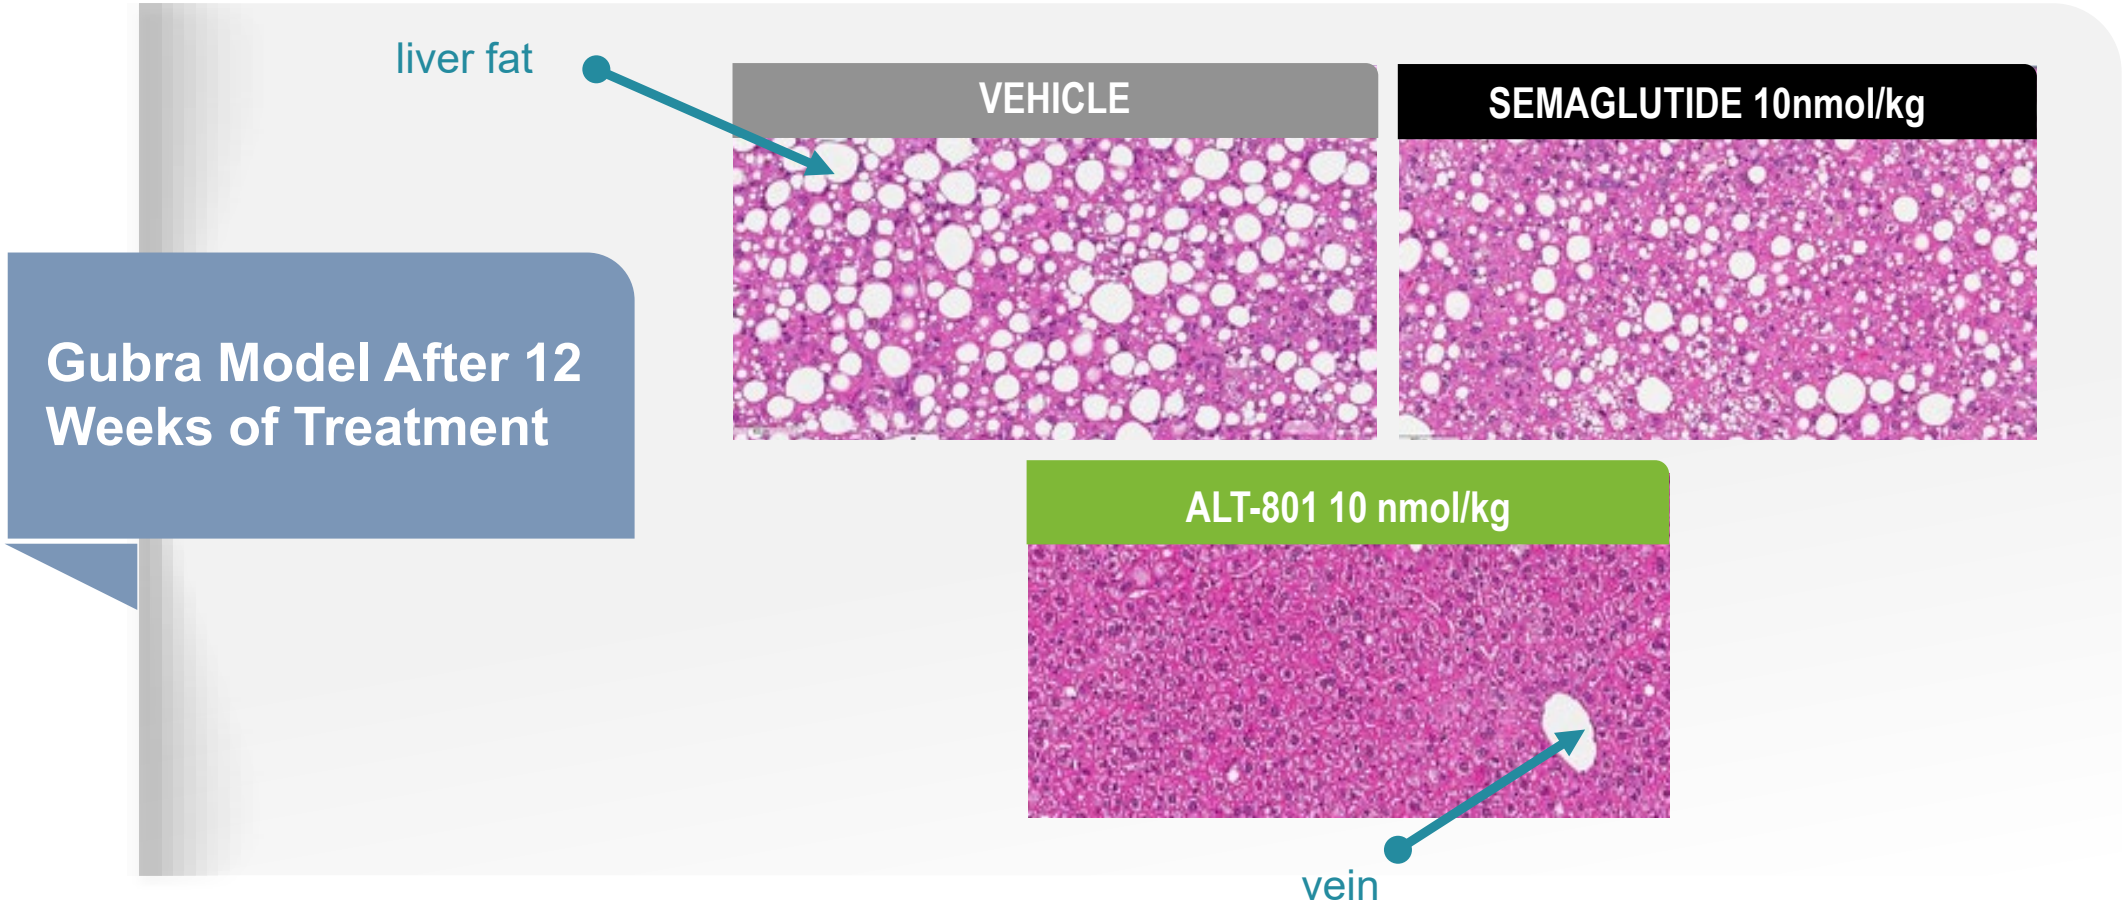 liver fat
VEHICLE
SEMAGLUTIDE 10nmol/kg
Gubra Model After 12
Weeks of Treatment
ALT-801 10 nmol/kg
vein